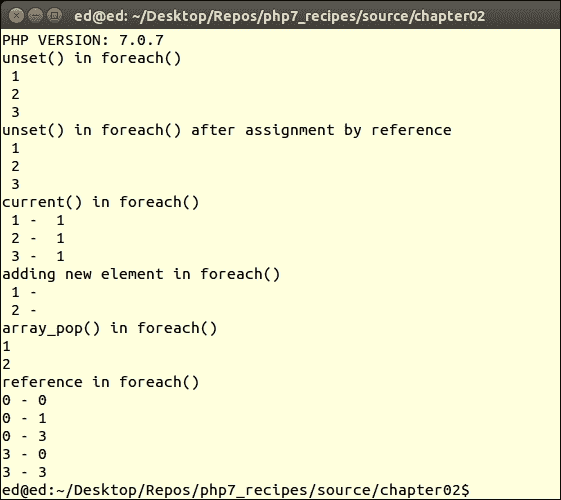 ed@ed: ~/Desktop/Repos/php7_recipes/source/chapter02
PHP VERSION: 7.0.7
unset() in foreach()
 1
 2
 3
unset() in foreach() after assignment by reference
 1
 2
 3
current() in foreach()
 1 -  1
 2 -  1
 3 -  1
adding new element in foreach()
 1 -
 2 -
array_pop() in foreach()
1
2
reference in foreach()
0 - 0
0 - 1
0 - 3
3 - 0
3 - 3
ed@ed:~/Desktop/Repos/php7_recipes/source/chapter02$